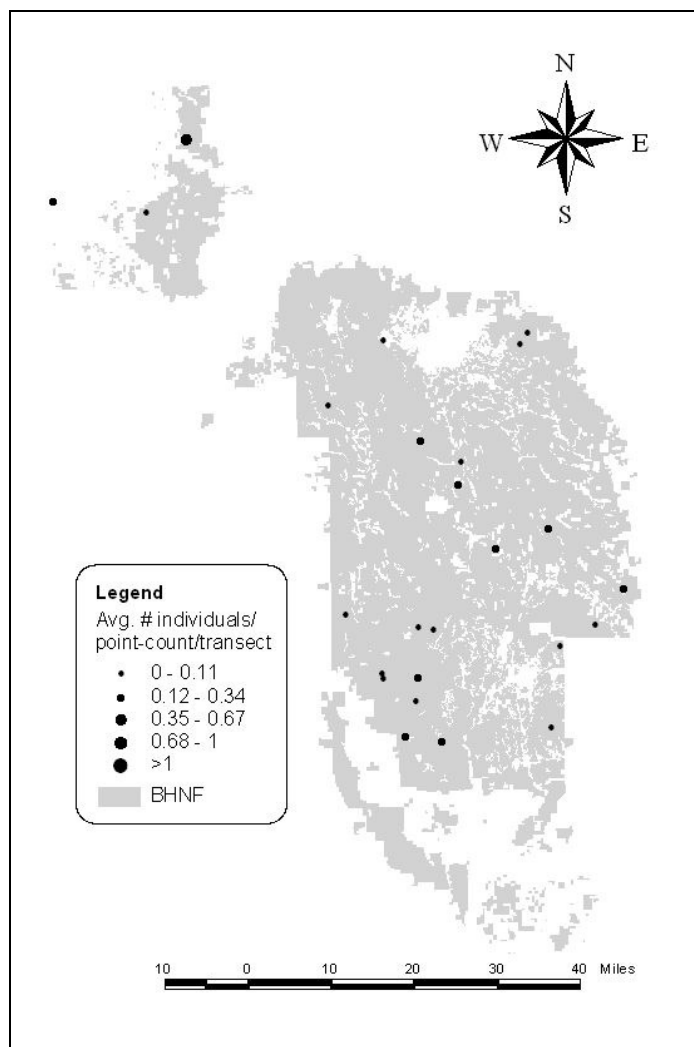 N
W E
S
Legend
Avg. # individuals/
point-count/transect
0 - 0.11
0.12 - 0.34
0.35 - 0.67
0.68 - 1
>1
BHNF
10 0 10 20 30 40 Miles